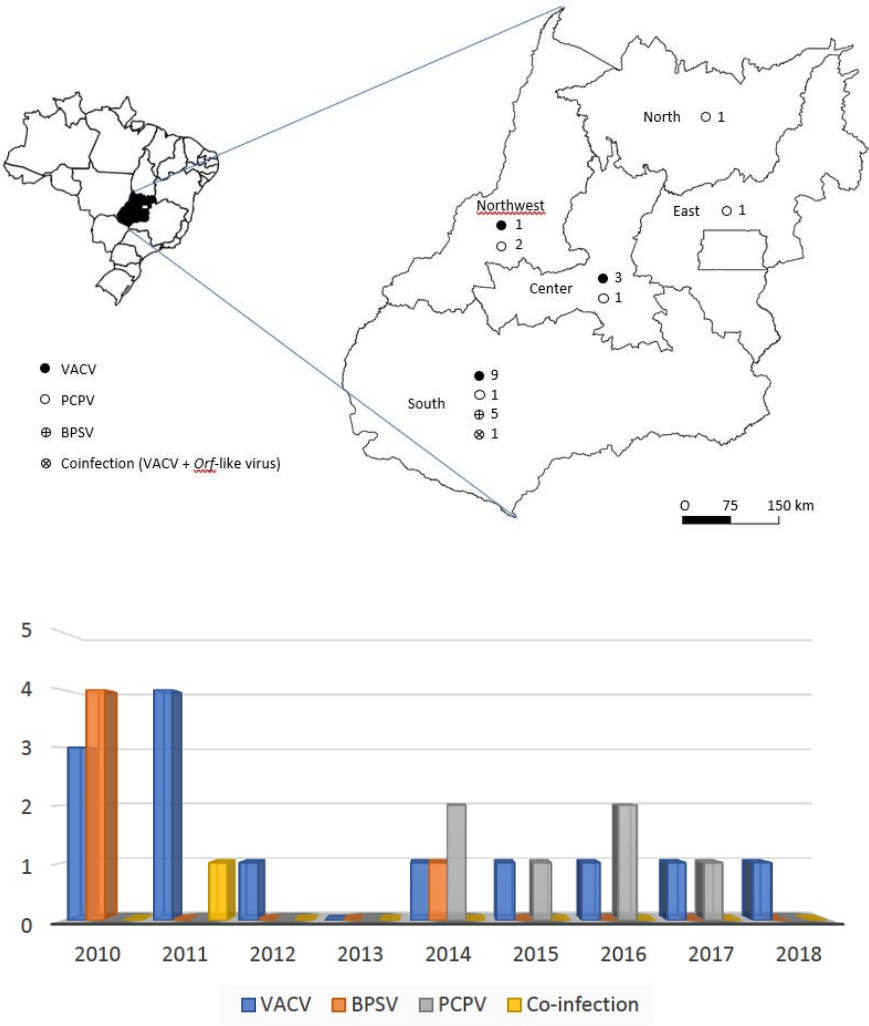 North 1
Northwest
1
2
East 1
Center
3
1
South
9
1
5
1
VACV
PCPV
BPSV
Coinfection (VACV + Orf-like virus)
O 75 150 km
5
4
3
2
1
0
2010 2011 2012 2013 2014 2015 2016 2017 2018
VACV BPSV PCPV Co-infection